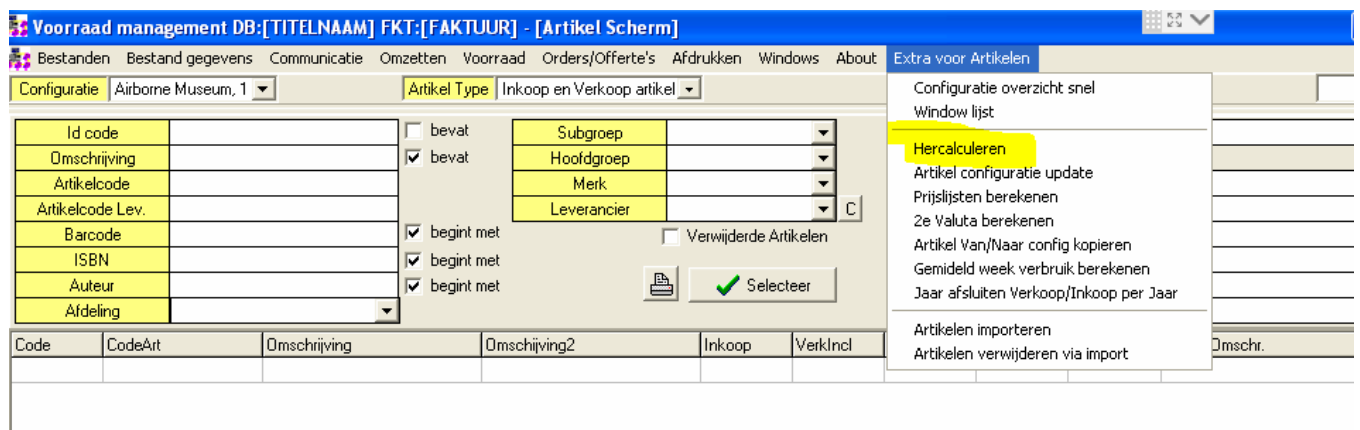 Voorraad management DB:[TITELNAAM] FKT:[FAKTUUR] - [Artikel Scherm]
Bestanden Bestand gegevens Communicatie Omzetten Voorraad Orders/Offerte's Afdrukken Windows About Extra voor Artikelen
Configuratie Airborne Museum, 1 Artikel Type Inkoop en Verkoop artikel
Configuratie overzicht snel
Window lijst
Hercalculeren
Artikel configuratie update
Prijslijsten berekenen
2e Valuta berekenen
Artikel Van/Naar config kopieren
Gemideld week verbruik berekenen
Jaar afsluiten Verkoop/Inkoop per Jaar
Artikelen importeren
Artikelen verwijderen via import
Id code bevat Subgroep
Omschrijving bevat Hoofdgroep
Artikelcode Merk
Artikelcode Lev. Leverancier C
Barcode begint met Verwijderde Artikelen
ISBN begint met
Auteur begint met Selecteer
Afdeling
Code CodeArt Omschrijving Omschijving2 Inkoop VerkIncl Omschr.